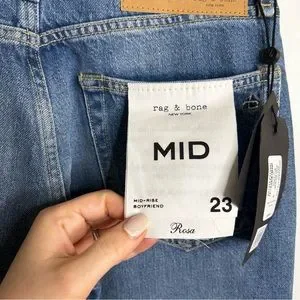 rag & bone
NEW YORK
MID
MID-RISE
BOYFRIEND
23
Rosa